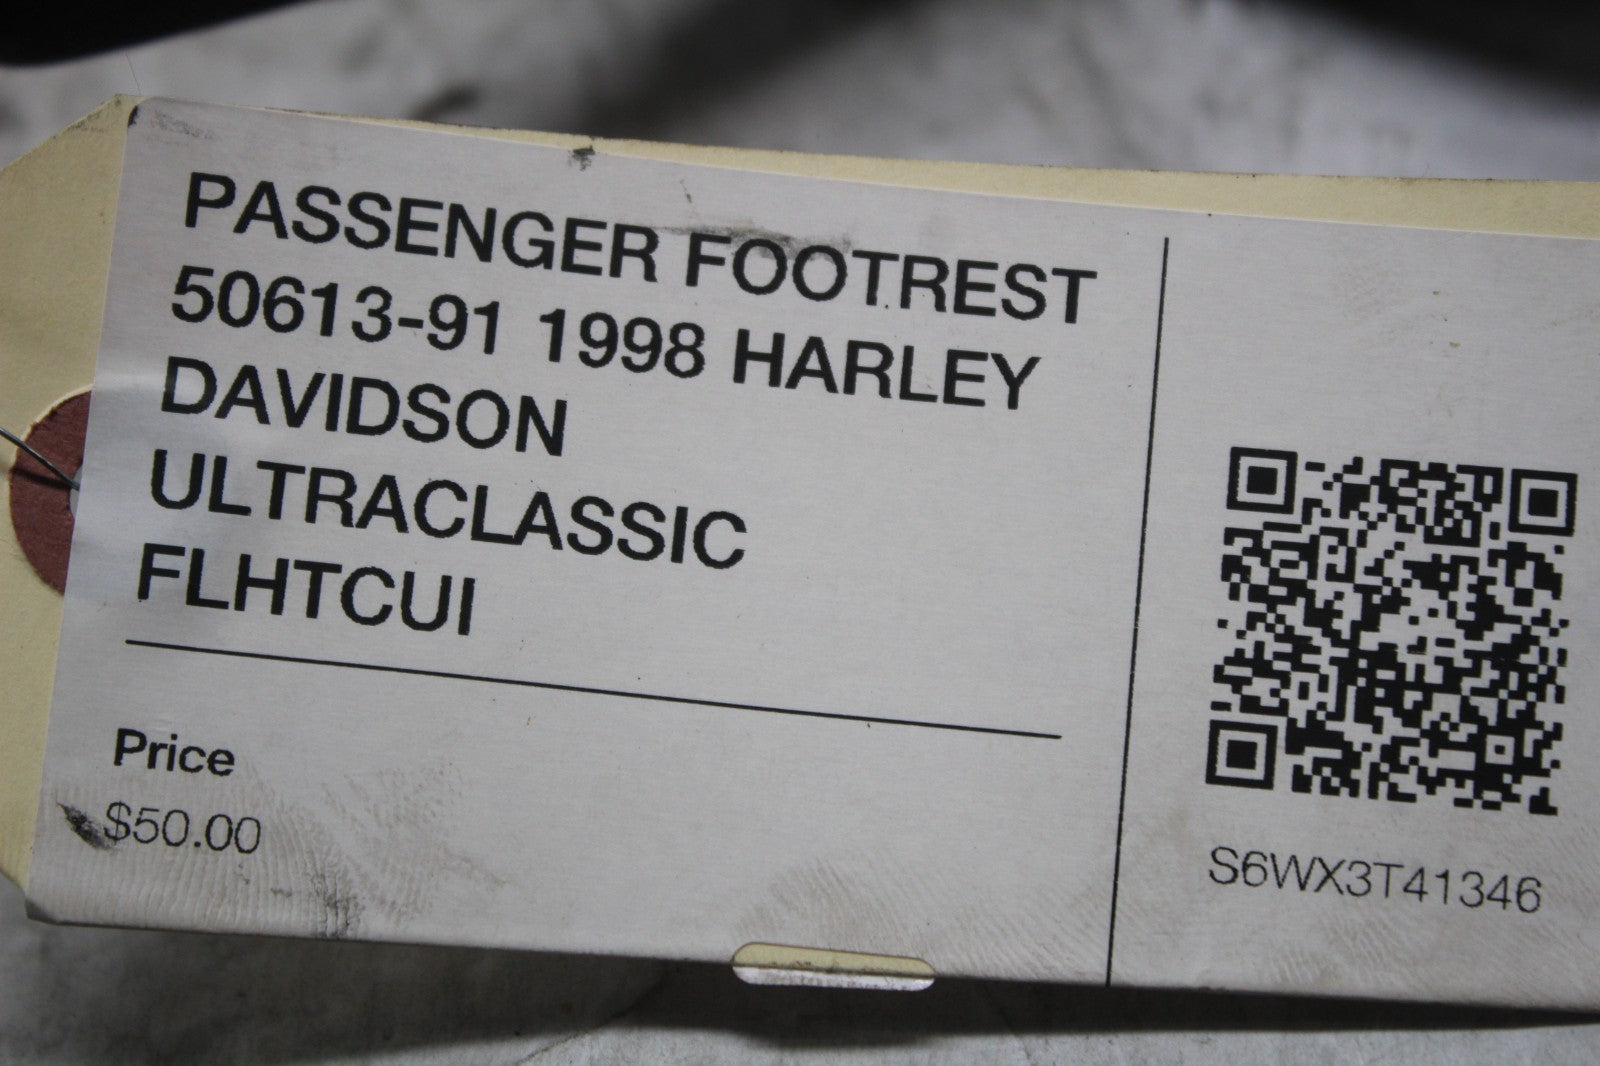 PASSENGER FOOTREST
50613-91 1998 HARLEY
DAVIDSON
ULTRACLASSIC
FLHTCUI
Price
$50.00
S6WX3T41346